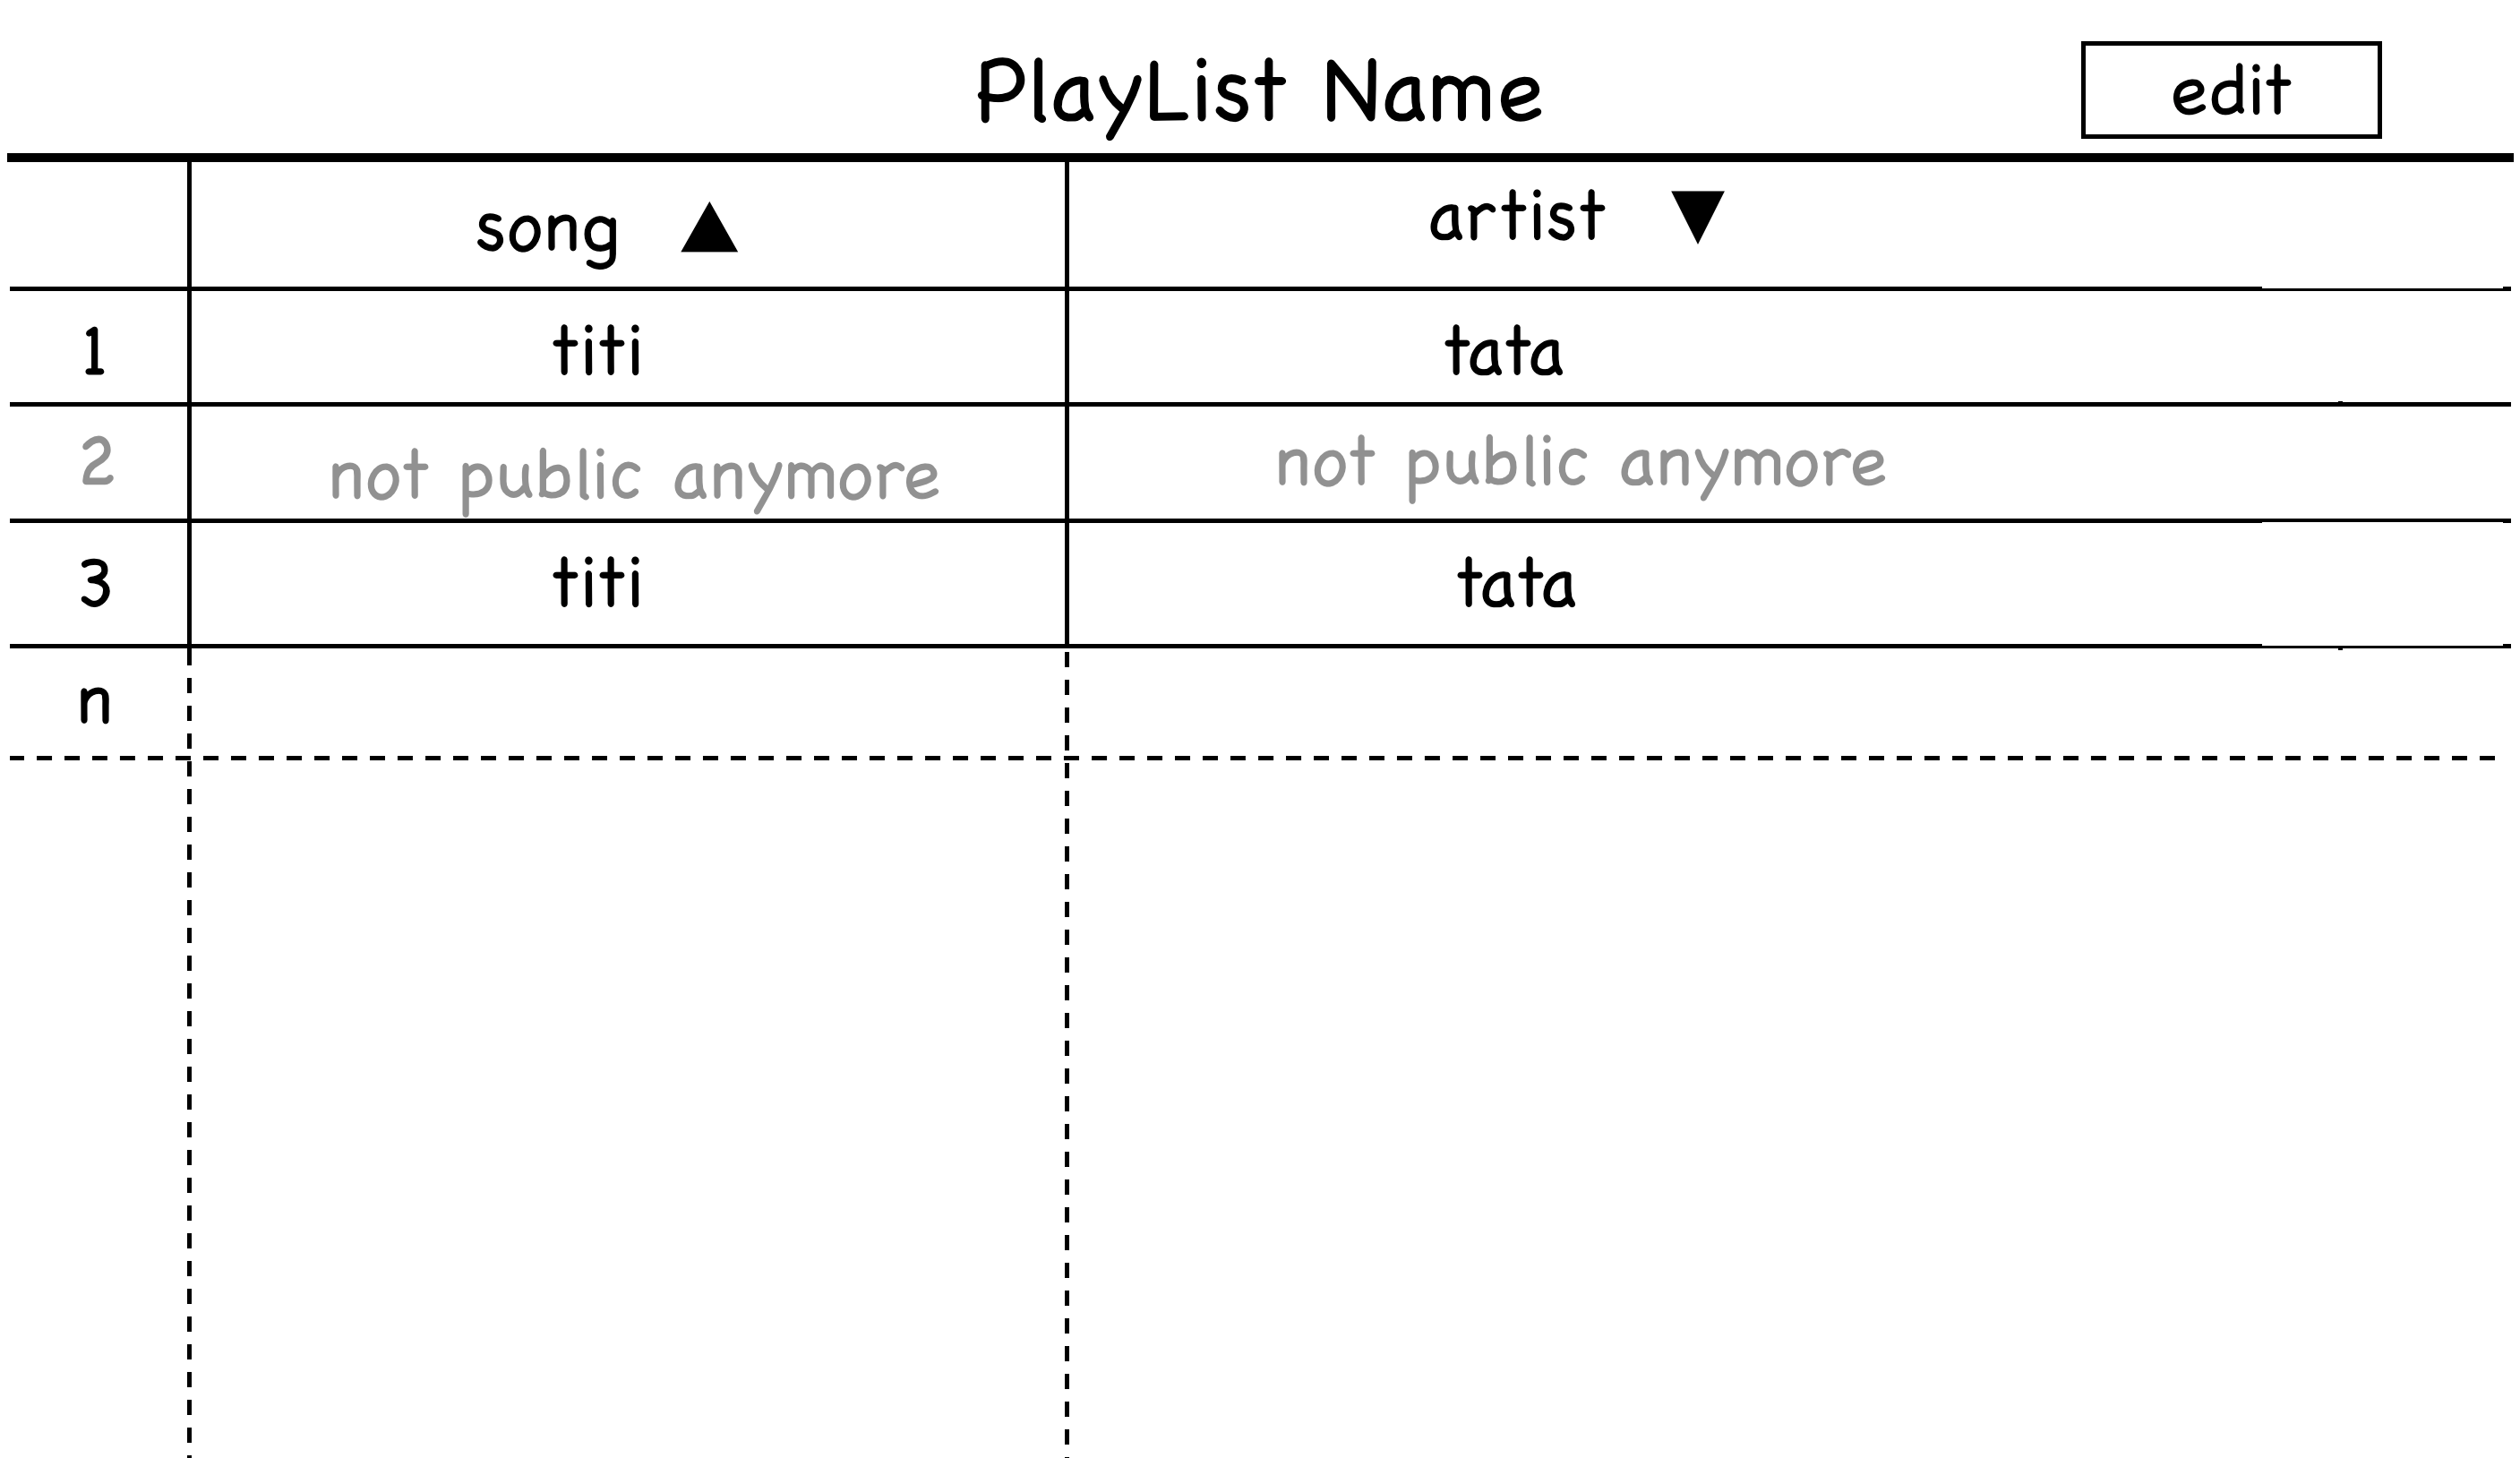 PlayList Name edit
song ▲ artist ▼
1 titi tata
2 not public anymore not public anymore
3 titi tata
n